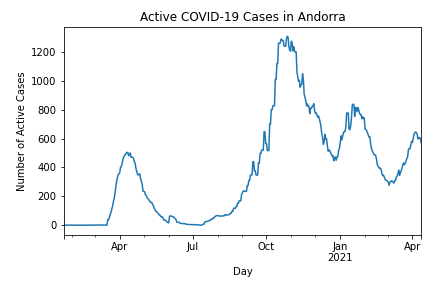 Active COVID-19 Cases in Andorra
Number of Active Cases
1200
1000
800
600
400
200
0
Apr Jul Oct Jan Apr
2021
Day